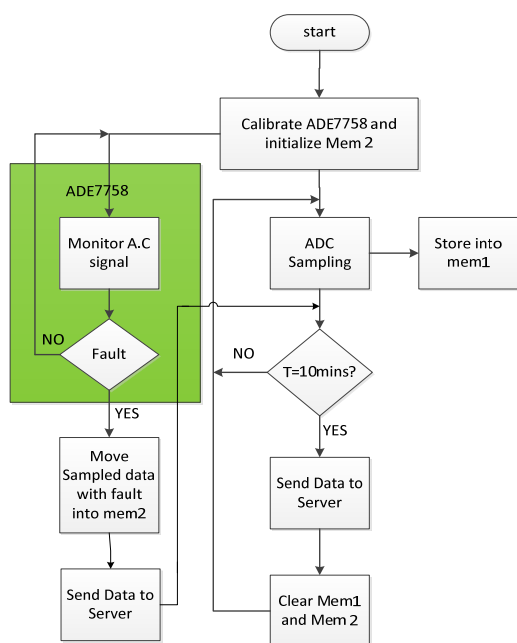 start
Calibrate ADE7758 and
initialize Mem 2
ADE7758
Monitor A.C
signal
ADC
Sampling
Store into
mem1
NO
Fault
NO
T=10mins?
YES
YES
Move
Sampled data
with fault
into mem2
Send Data to
Server
Send Data to
Server
Clear Mem1
and Mem 2